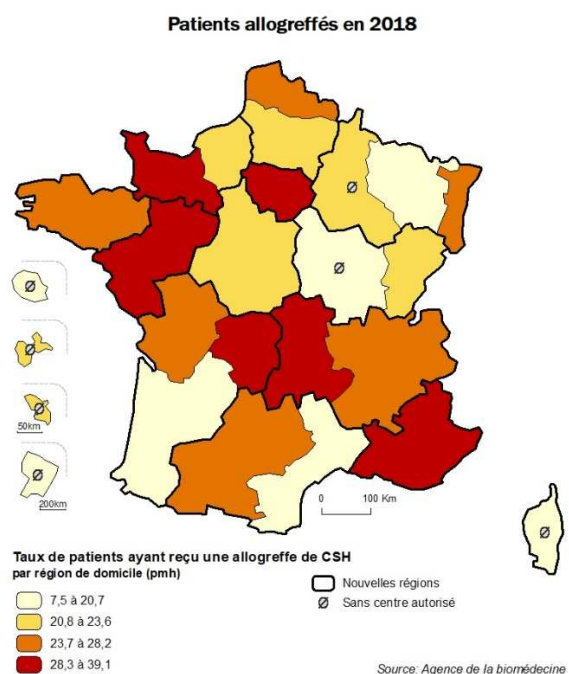 Patients allogreffés en 2018
50km
200km
0 100 Km
Taux de patients ayant reçu une allogreffe de CSH
par région de domicile (pmh)
7,5 à 20,7
20,8 à 23,6
23,7 à 28,2
28,3 à 39,1
Nouvelles régions
Sans centre autorisé
Source: Agence de la biomédecine